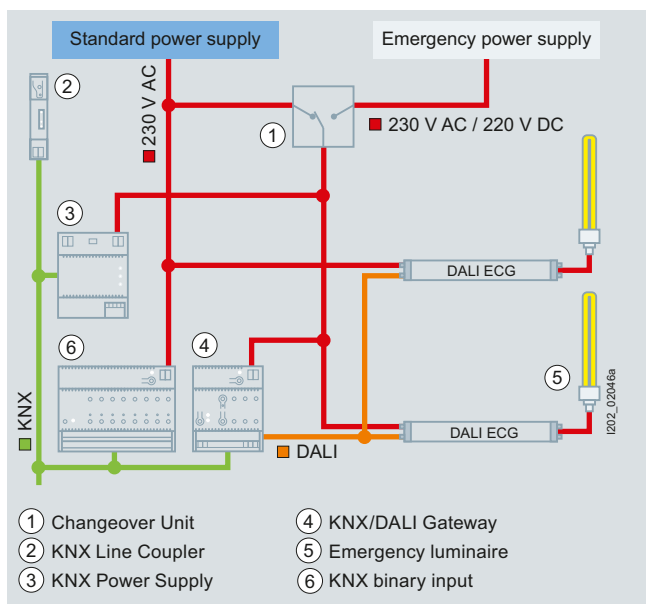 Standard power supply
Emergency power supply
2
230 V AC
1
230 V AC / 220 V DC
3
DALI ECG
6
4
5
I202_02046a
KNX
DALI
DALI ECG
1 Changeover Unit
2 KNX Line Coupler
3 KNX Power Supply
4 KNX/DALI Gateway
5 Emergency luminaire
6 KNX binary input